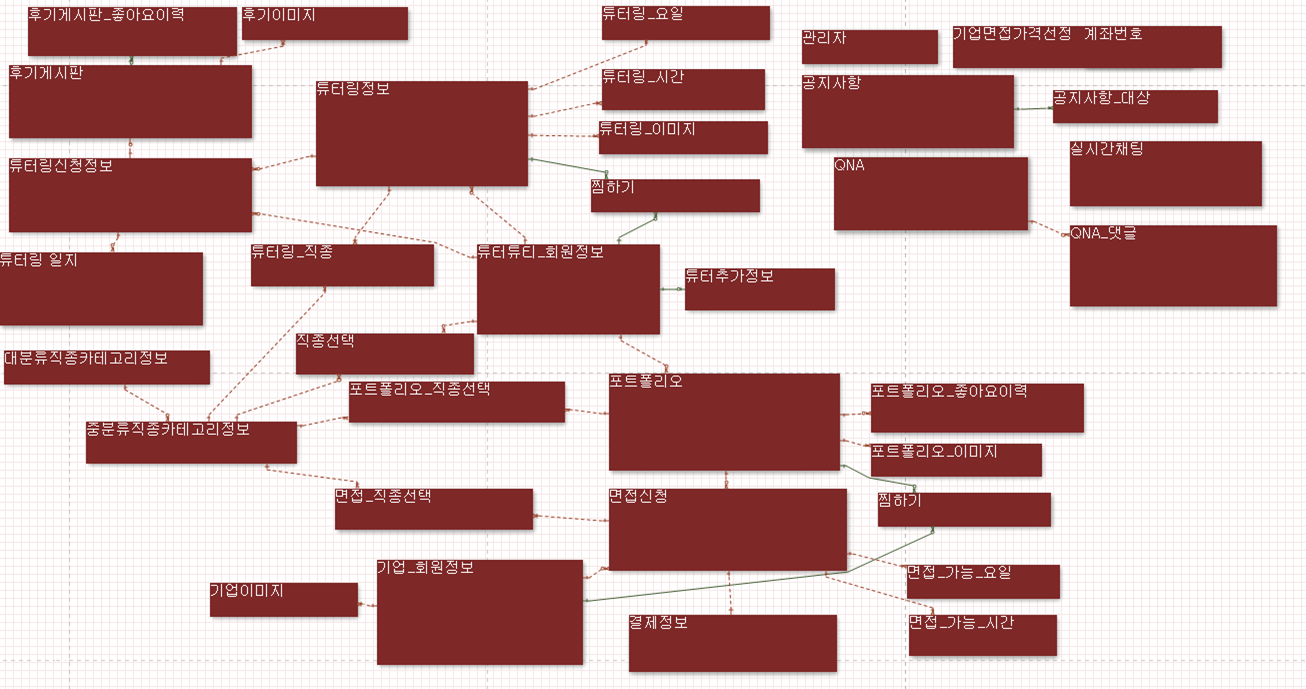 후기게시판_좋아요이력
후기이미지
튜터링_요일
관리자
기업면접가격선정 계좌번호
후기게시판
튜터링정보
튜터링_시간
공지사항
공지사항_대상
튜터링_이미지
실시간채팅
튜터링신청정보
찜하기
QNA
QNA_댓글
튜터링 일지
튜터링_직종
튜터튜티_회원정보
튜터추가정보
직종선택
대분류직종카테고리정보
포트폴리오_직종선택
포트폴리오
포트폴리오_좋아요이력
중분류직종카테고리정보
포트폴리오_이미지
면접_직종선택
면접신청
찜하기
기업_회원정보
면접_가능_요일
기업이미지
결제정보
면접_가능_시간